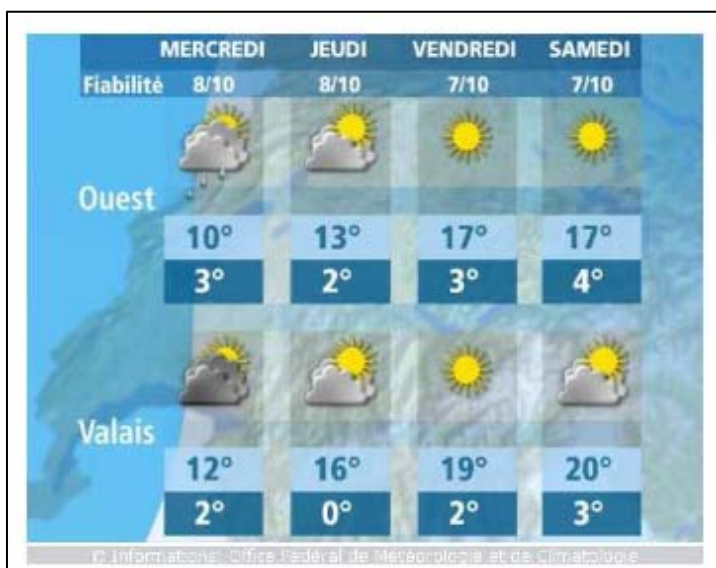 MERCREDI JEUDI VENDREDI SAMEDI
Fiabilité 8/10 8/10 7/10 7/10
Ouest
10° 13° 17° 17°
3° 2° 3° 4°
Valais
12° 16° 19° 20°
2° 0° 2° 3°
© Informations: Office Fédéral de Météorologie et de Climatologie